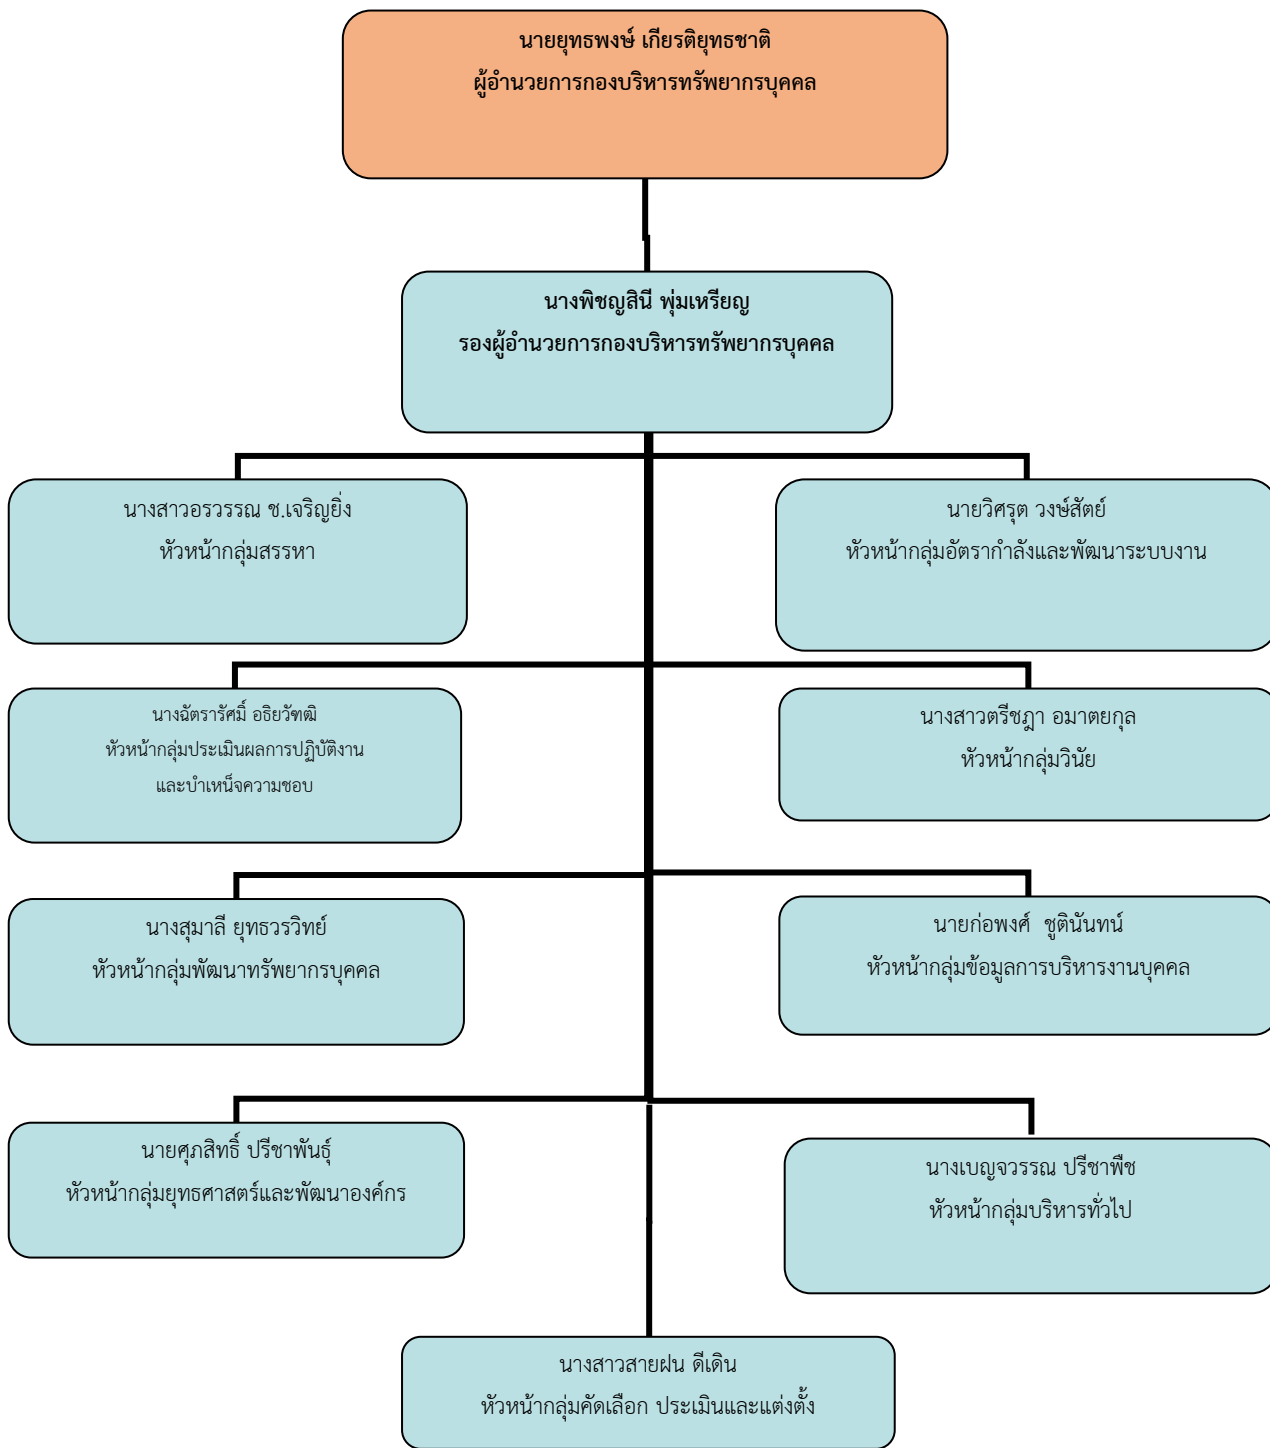 นายยุทธพงษ์ เกียรติยุทธชาติ
ผู้อำนวยการกองบริหารทรัพยากรบุคคล
นางพิชญสินี พุ่มเหรียญ
รองผู้อำนวยการกองบริหารทรัพยากรบุคคล
นางสาวอรวรรณ ช.เจริญยิ่ง
หัวหน้ากลุ่มสรรหา
นายวิศรุต วงษ์สัตย์
หัวหน้ากลุ่มอัตรากำลังและพัฒนาระบบงาน
นางฉัตรารัศมิ์ อธิยวัฑฒิ
หัวหน้ากลุ่มประเมินผลการปฏิบัติงาน
และบำเหน็จความชอบ
นางสาวตรีชฎา อมาตยกุล
หัวหน้ากลุ่มวินัย
นางสุมาลี ยุทธวรวิทย์
หัวหน้ากลุ่มพัฒนาทรัพยากรบุคคล
นายก่อพงศ์  ชูตินันทน์
หัวหน้ากลุ่มข้อมูลการบริหารงานบุคคล
นายศุภสิทธิ์ ปรีชาพันธุ์
หัวหน้ากลุ่มยุทธศาสตร์และพัฒนาองค์กร
นางเบญจวรรณ ปรีชาพืช
หัวหน้ากลุ่มบริหารทั่วไป
นางสาวสายฝน ดีเดิน
หัวหน้ากลุ่มคัดเลือก ประเมินและแต่งตั้ง